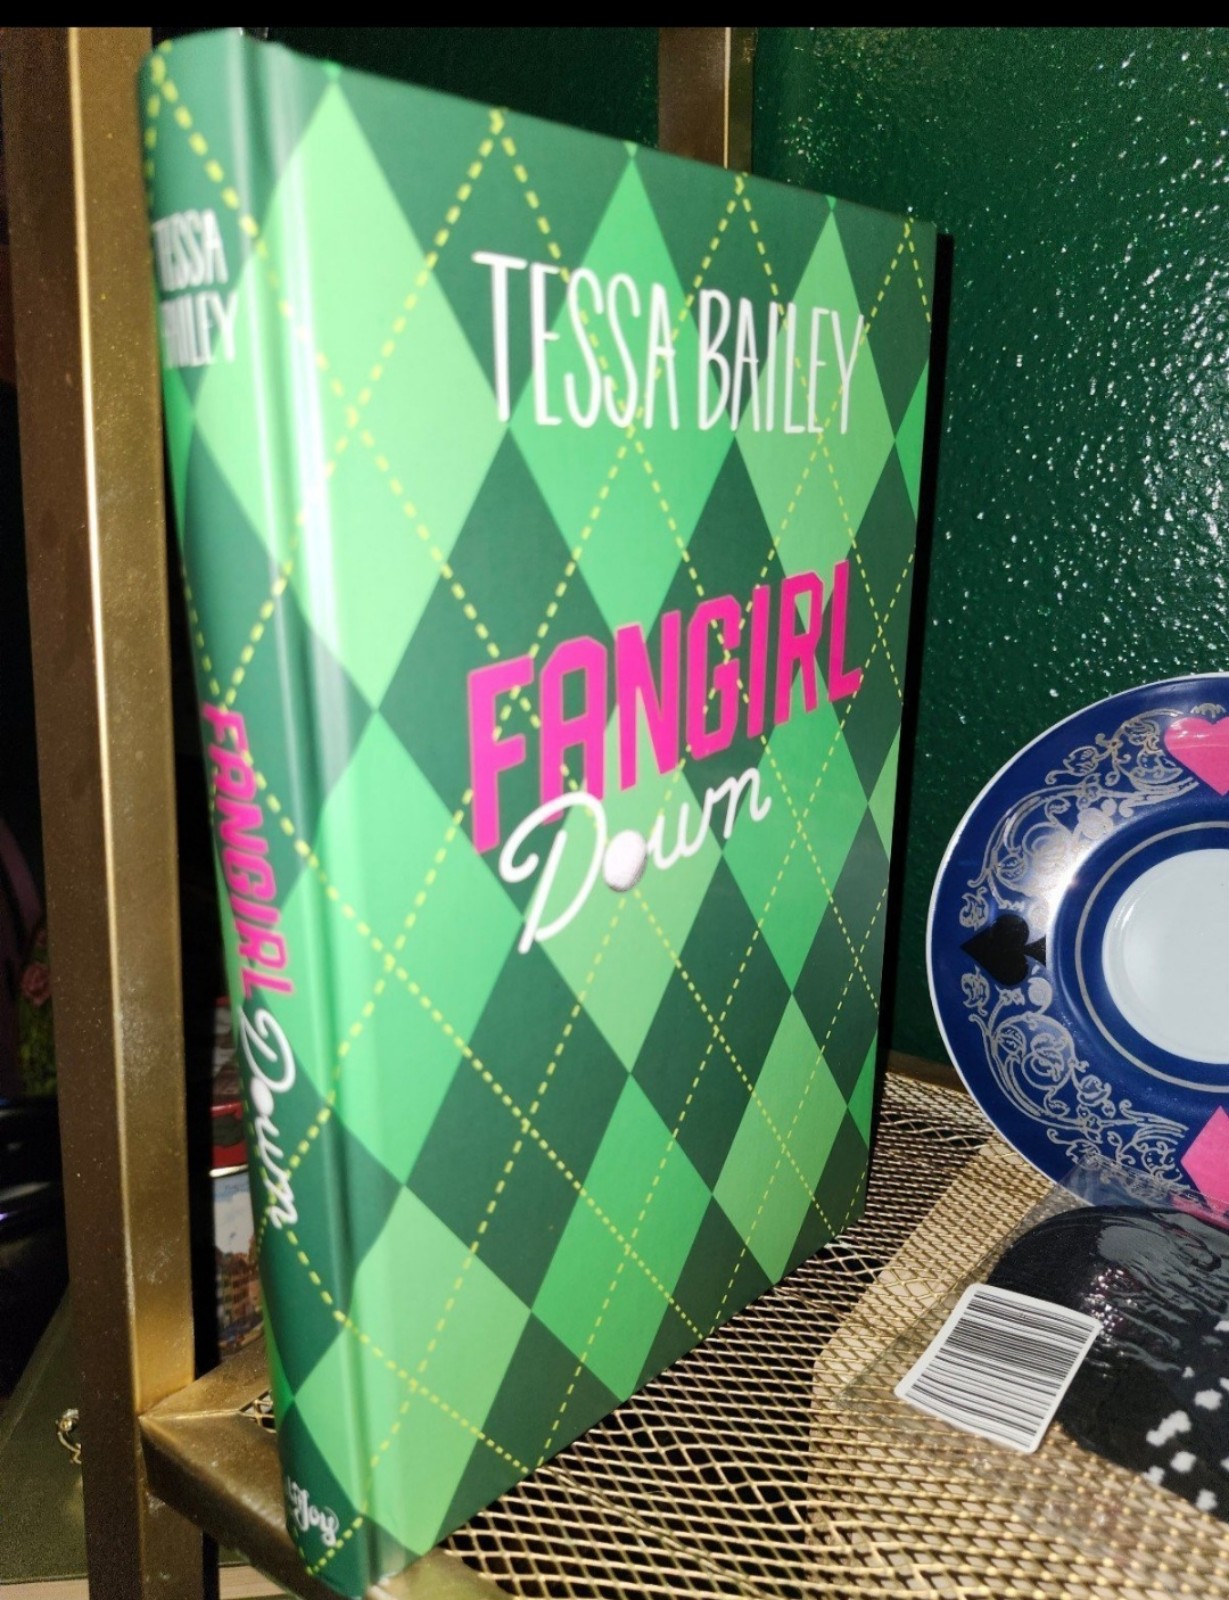 TESSA BAILEY
FANGIRL
Down
TESSA
BAILEY
FANGIRL Down